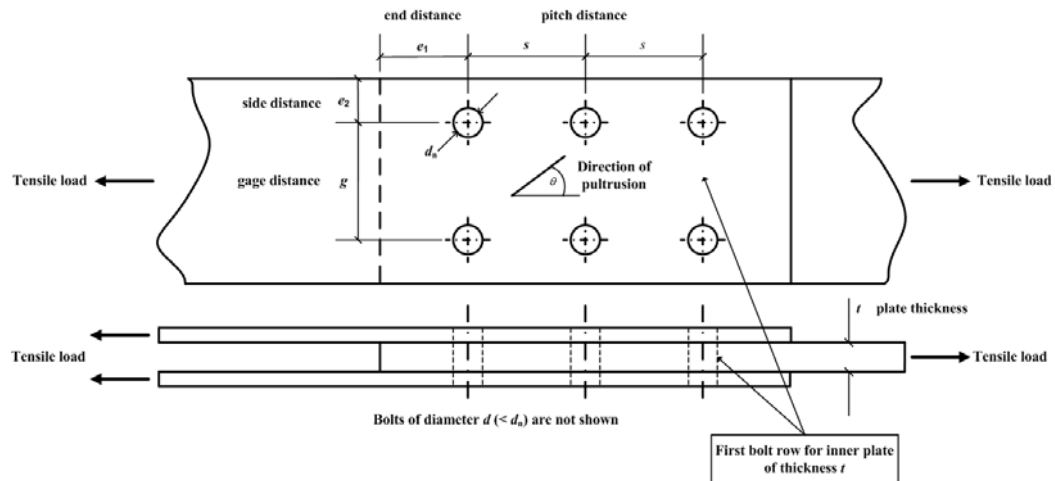 end distance
pitch distance
e₁
s
s
side distance
e₂
dₙ
Direction of
pultrusion
θ
Tensile load
gage distance
g
Tensile load
t plate thickness
Tensile load
Tensile load
Bolts of diameter d (< dₙ) are not shown
First bolt row for inner plate
of thickness t